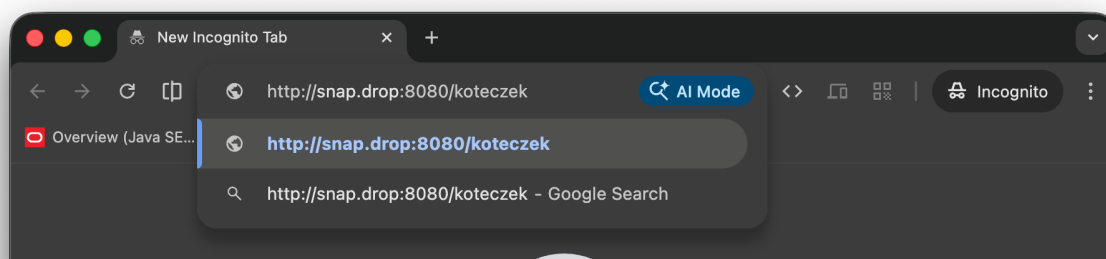 New Incognito Tab
http://snap.drop:8080/koteczek AI Mode Incognito
Overview (Java SE...
http://snap.drop:8080/koteczek
http://snap.drop:8080/koteczek - Google Search